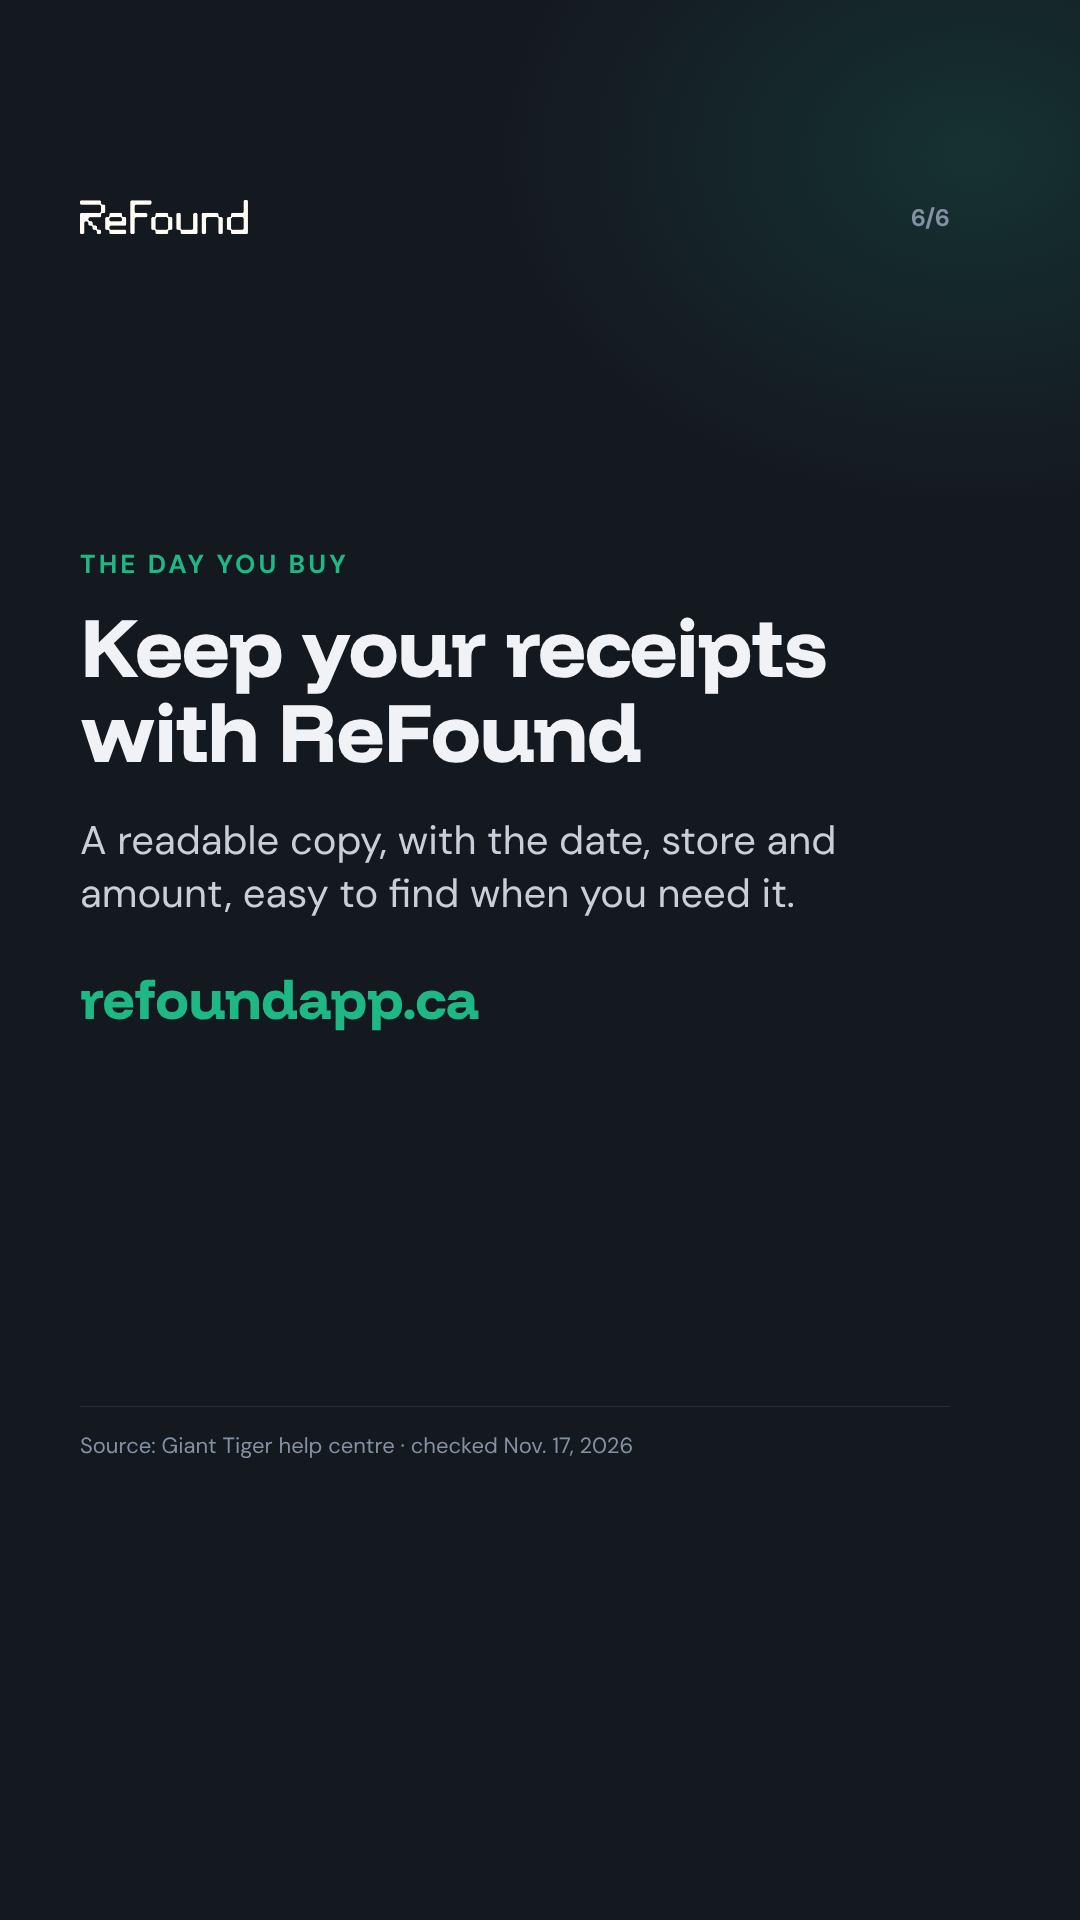 ReFound
6/6
THE DAY YOU BUY
Keep your receipts
with ReFound
A readable copy, with the date, store and
amount, easy to find when you need it.
refoundapp.ca
Source: Giant Tiger help centre · checked Nov. 17, 2026